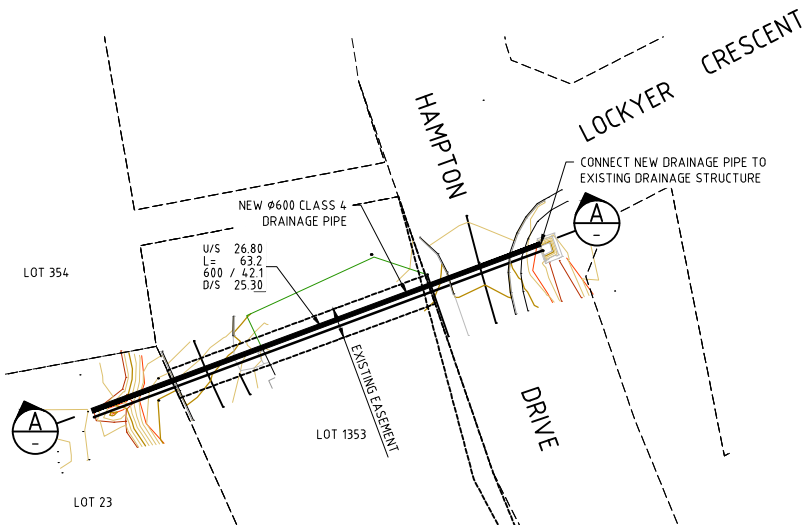 LOCKYER CRESCENT
HAMPTON
CONNECT NEW DRAINAGE PIPE TO
EXISTING DRAINAGE STRUCTURE
NEW Ø600 CLASS 4
DRAINAGE PIPE
A
-
U/S 26.80
L= 63.2
600 / 42.1
D/S 25.30
LOT 354
EXISTING EASEMENT
DRIVE
A
-
LOT 1353
LOT 23